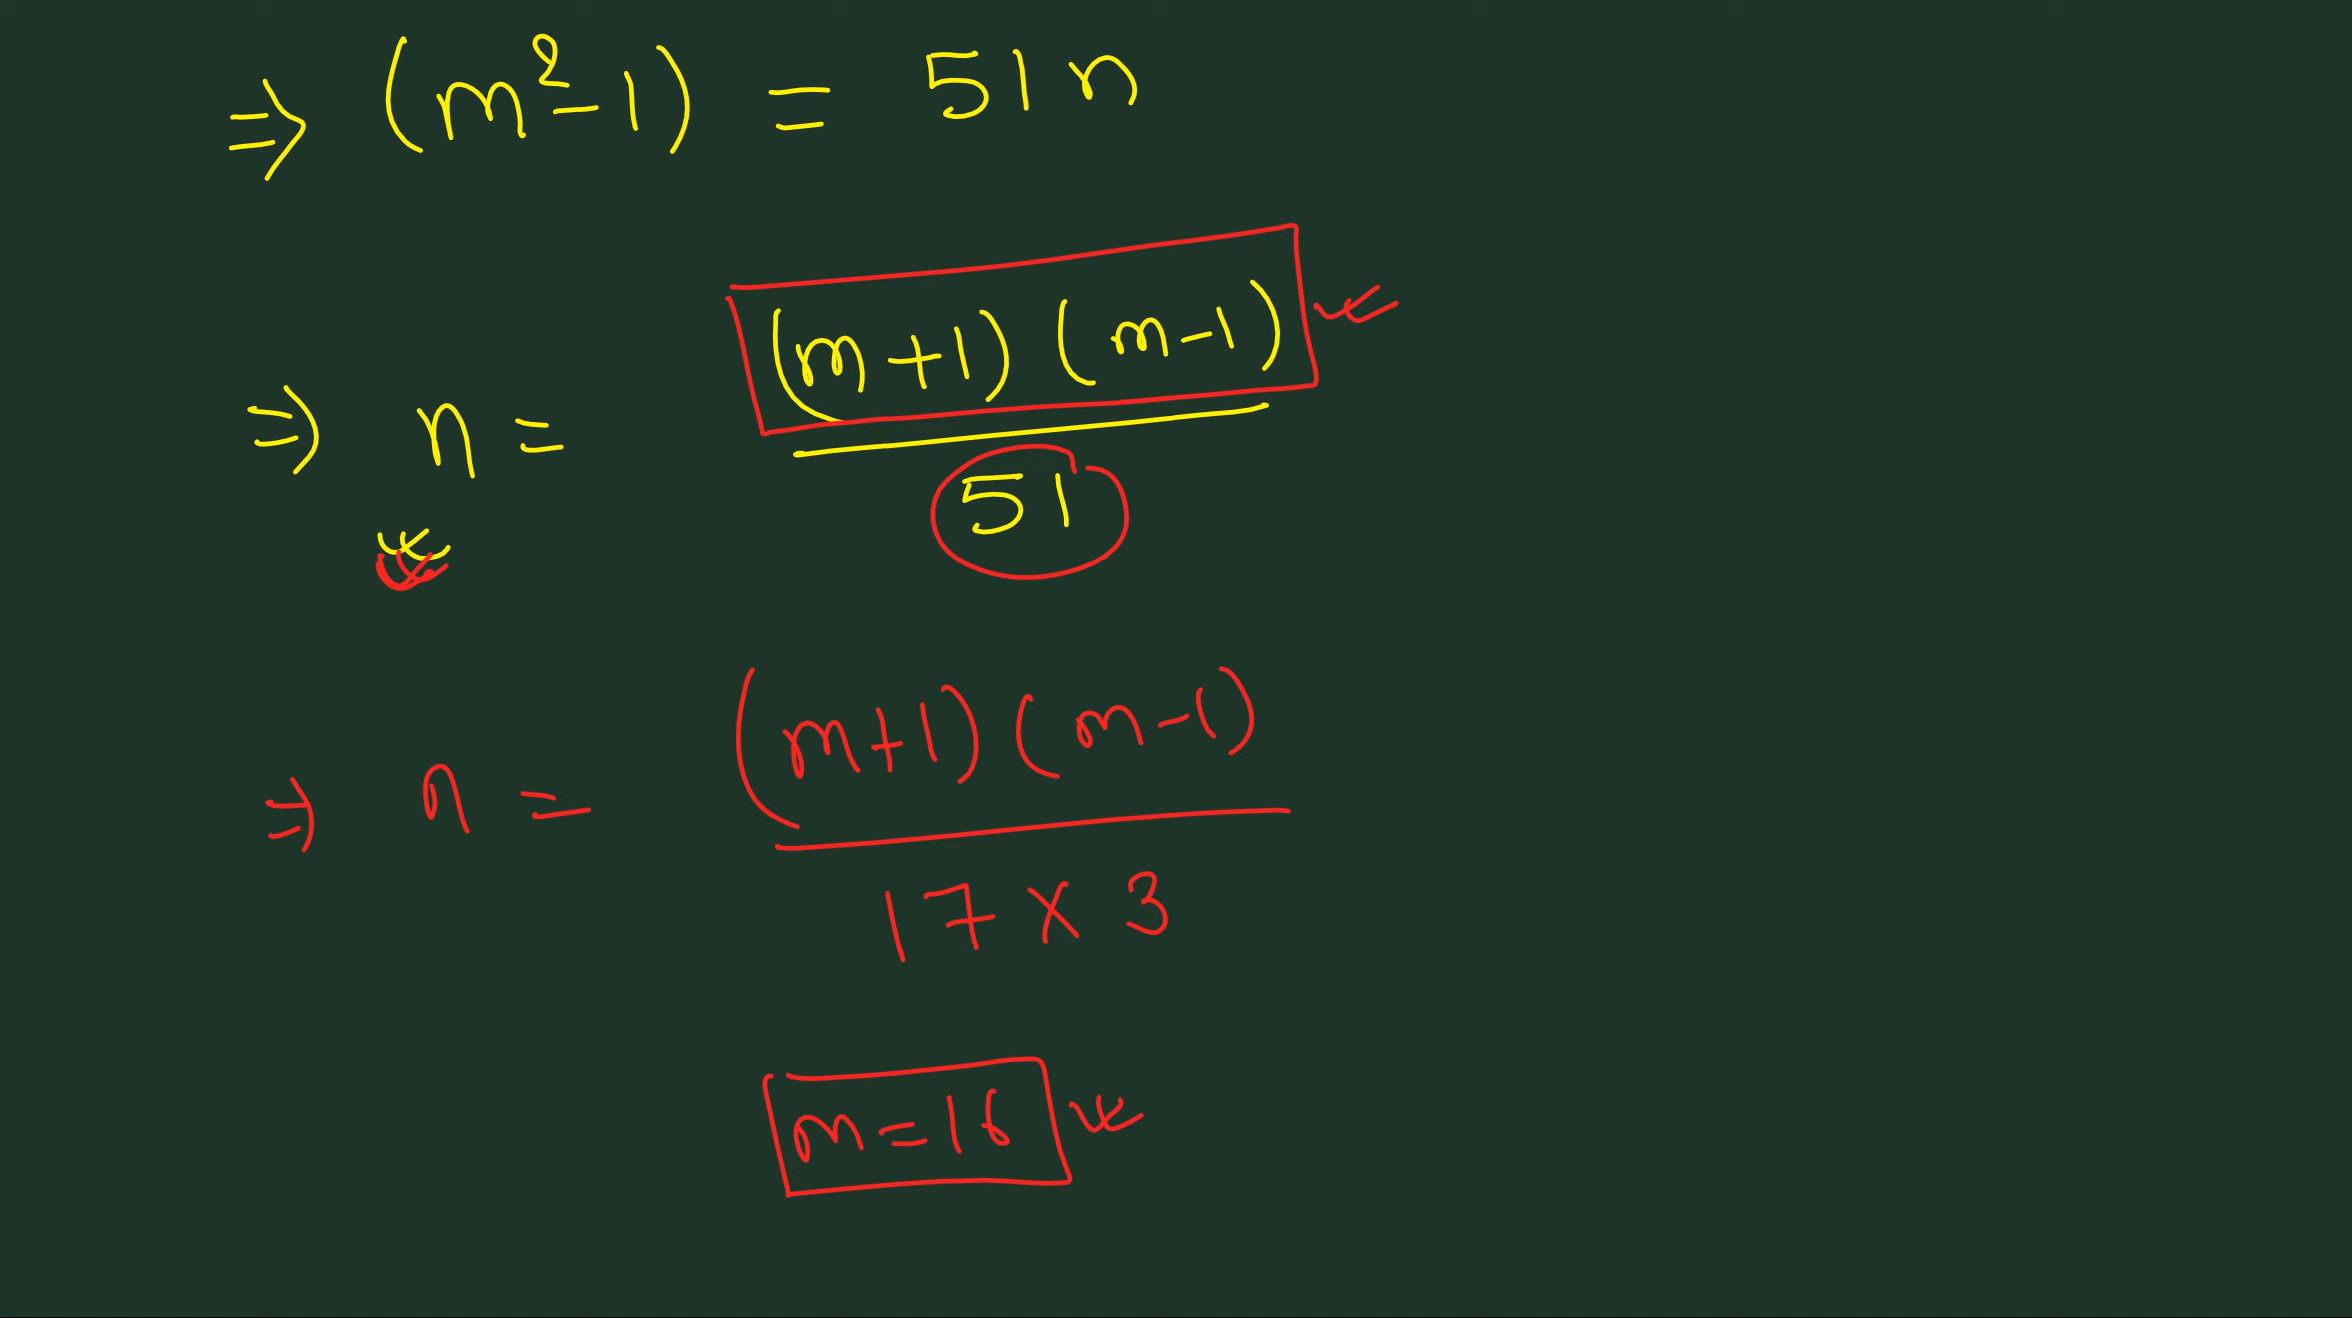 ⇒ (m²-1) = 51n
⇒ n = (m+1)(m-1)
51
⇒ n = (m+1)(m-1)
17 × 3
m = 16